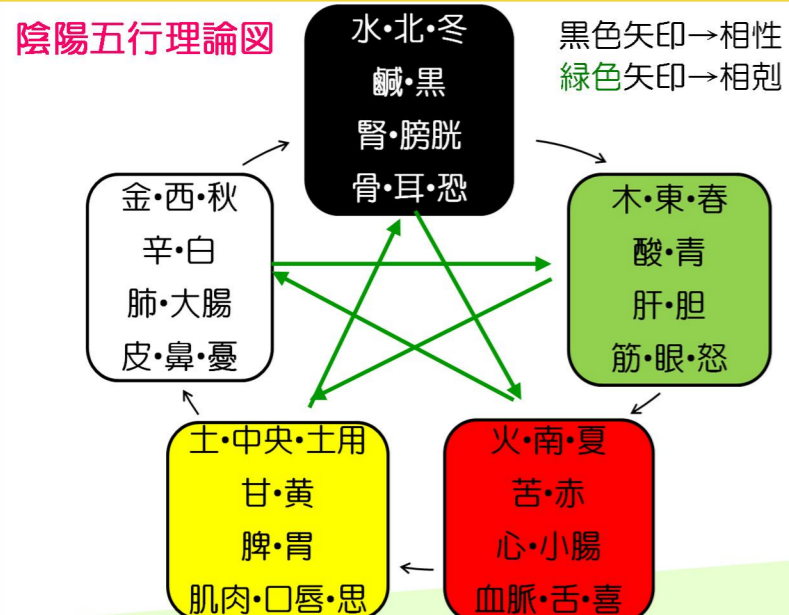 陰陽五行理論図
黒色矢印→相性
緑色矢印→相剋
水・北・冬
鹹・黒
腎・膀胱
骨・耳・恐
金・西・秋
辛・白
肺・大腸
皮・鼻・憂
木・東・春
酸・青
肝・胆
筋・眼・怒
土・中央・土用
甘・黄
脾・胃
肌肉・口唇・思
火・南・夏
苦・赤
心・小腸
血脈・舌・喜